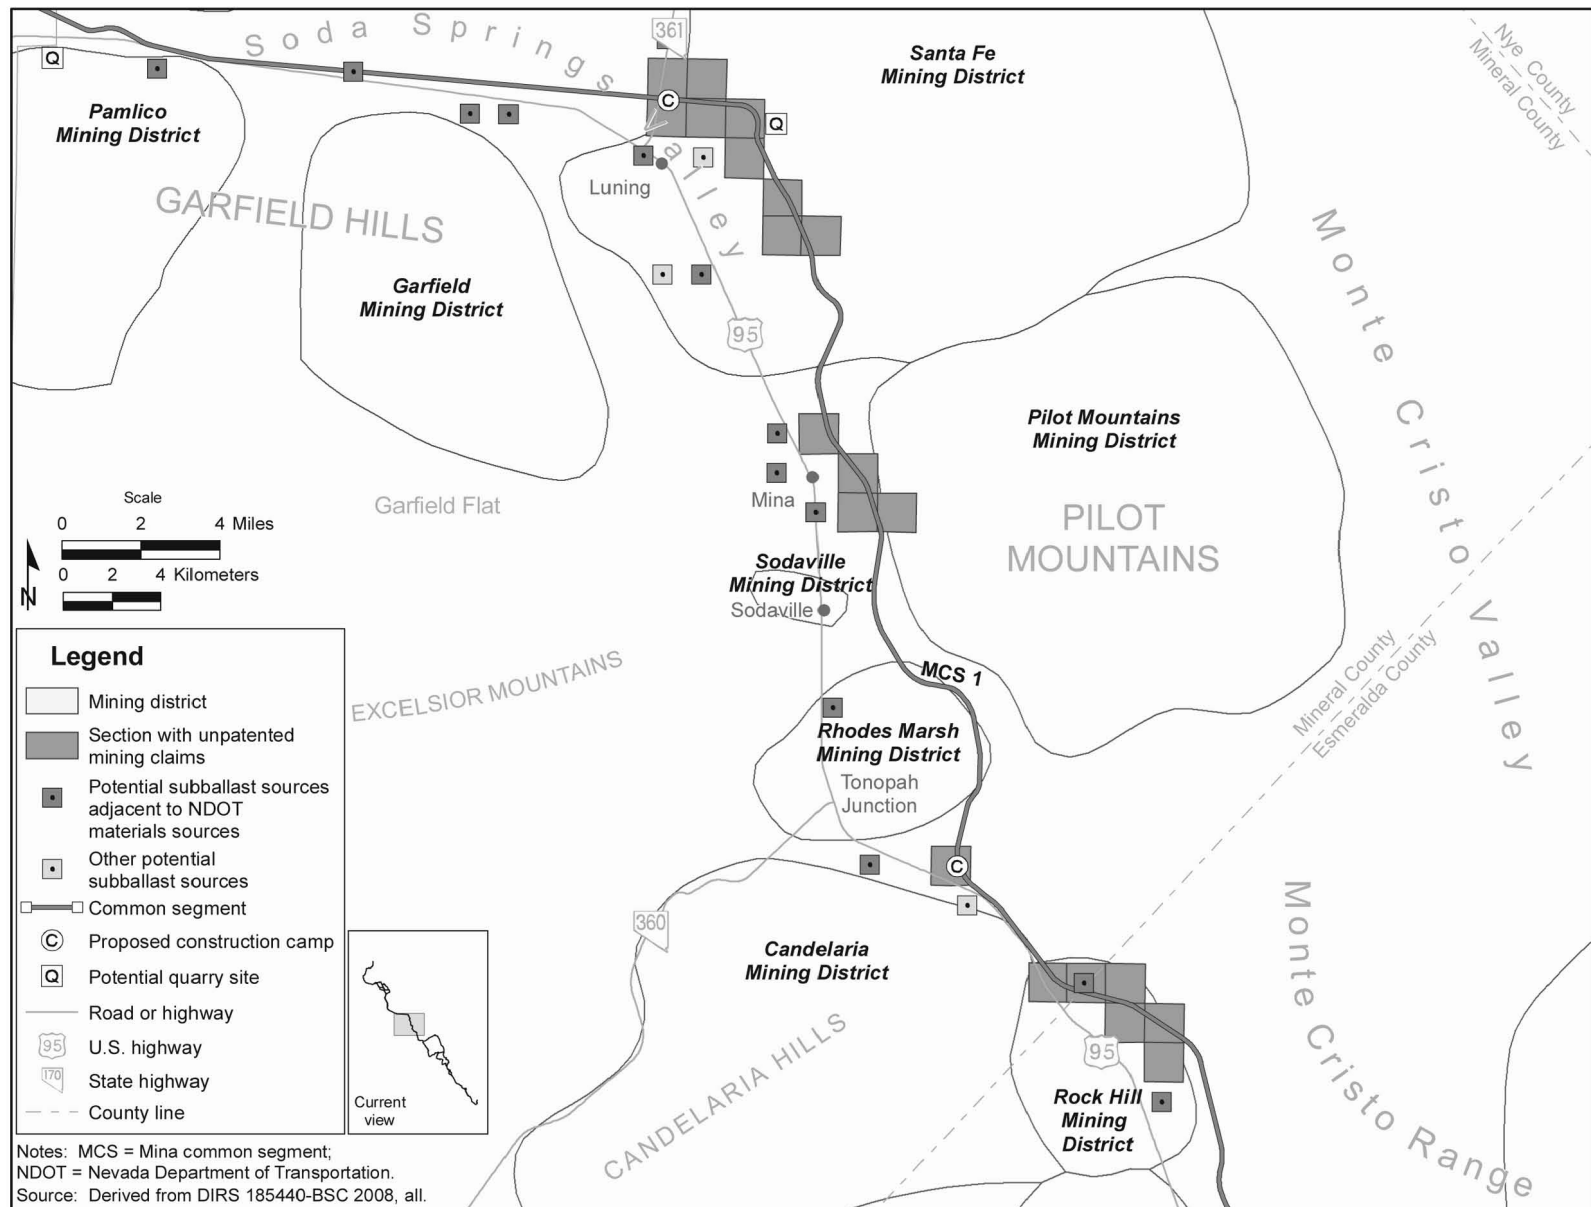 Soda Springs Valley
361
Santa Fe
Mining District
Nye County
Mineral County
Q
Pamlico
Mining District
C
Q
Luning
GARFIELD HILLS
Garfield
Mining District
95
Monte Cristo Valley
Pilot Mountains
Mining District
PILOT
MOUNTAINS
Mina
Garfield Flat
Scale
0 2 4 Miles
0 2 4 Kilometers
N
Sodaville
Mining District
Sodaville
EXCELSIOR MOUNTAINS
MCS 1
Rhodes Marsh
Mining District
Tonopah
Junction
Mineral County
Esmeralda County
C
360
Candelaria
Mining District
CANDELARIA HILLS
95
Rock Hill
Mining
District
Monte Cristo Range
Legend
Mining district
Section with unpatented
mining claims
Potential subballast sources
adjacent to NDOT
materials sources
Other potential
subballast sources
Common segment
C Proposed construction camp
Q Potential quarry site
Road or highway
95 U.S. highway
170 State highway
County line
Current
view
Notes: MCS = Mina common segment;
NDOT = Nevada Department of Transportation.
Source: Derived from DIRS 185440-BSC 2008, all.